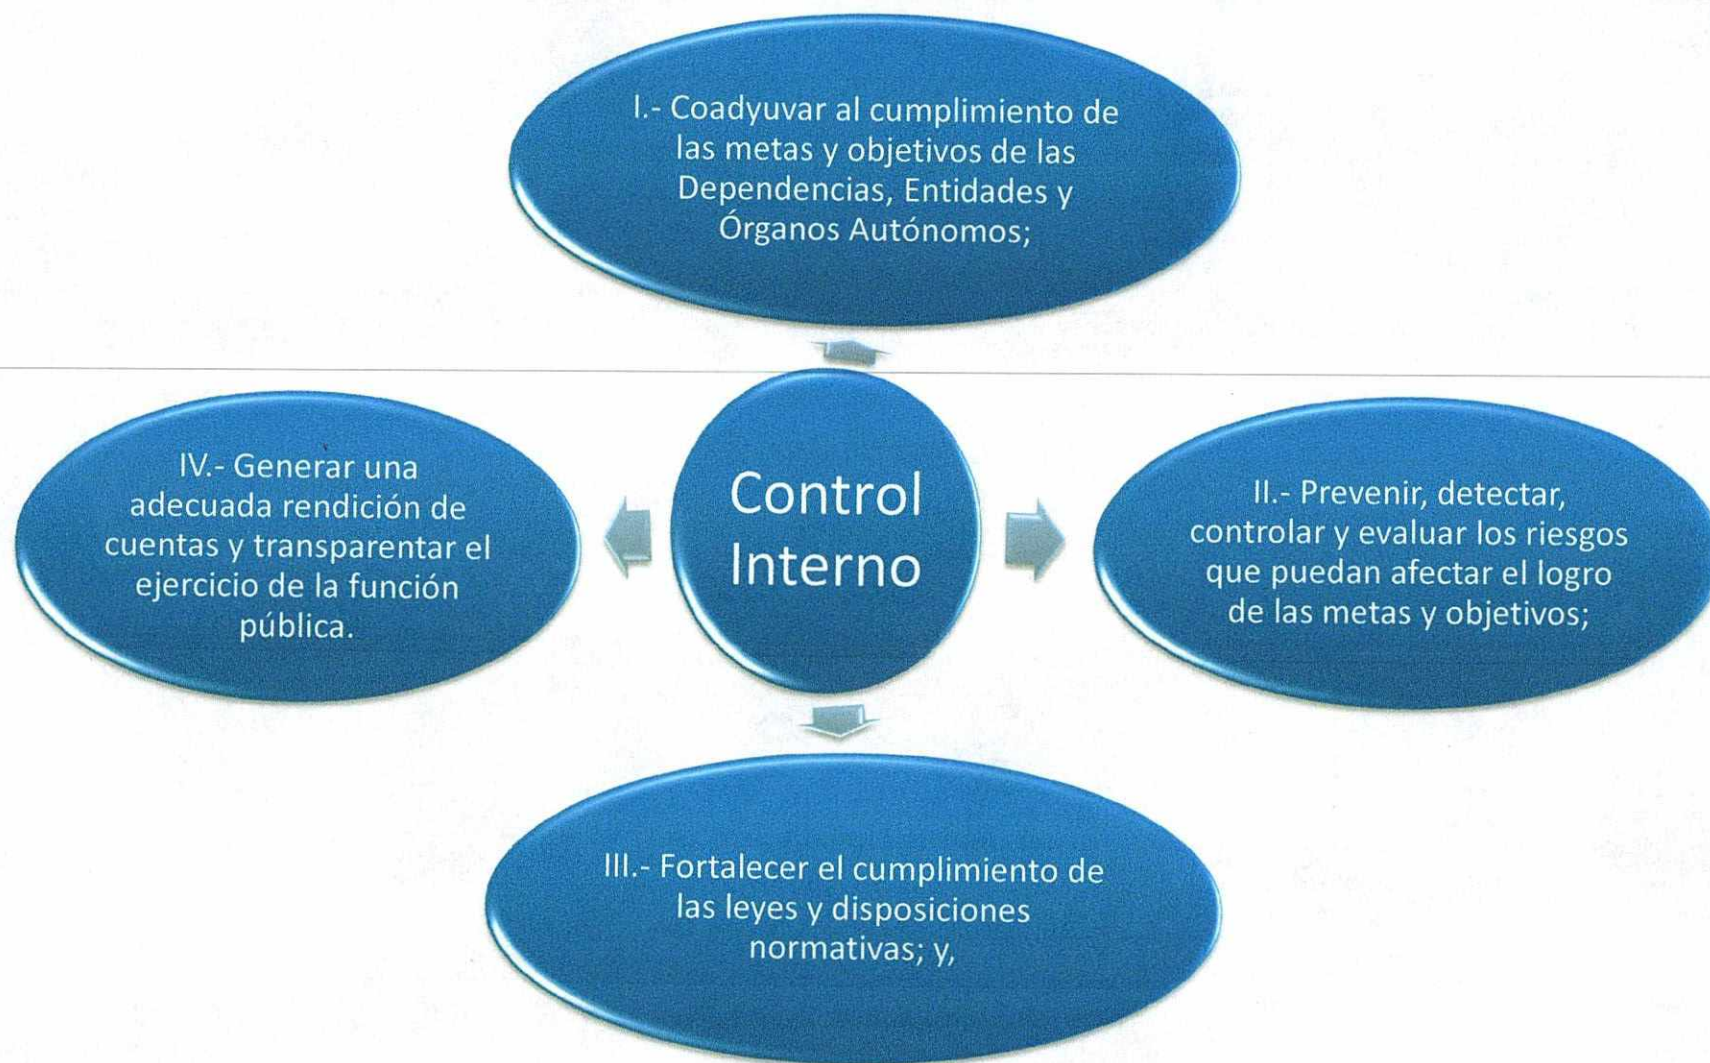 I.- Coadyuvar al cumplimiento de
las metas y objetivos de las
Dependencias, Entidades y
Órganos Autónomos;
Control
Interno
II.- Prevenir, detectar,
controlar y evaluar los riesgos
que puedan afectar el logro
de las metas y objetivos;
III.- Fortalecer el cumplimiento de
las leyes y disposiciones
normativas; y,
IV.- Generar una
adecuada rendición de
cuentas y transparentar el
ejercicio de la función
pública.